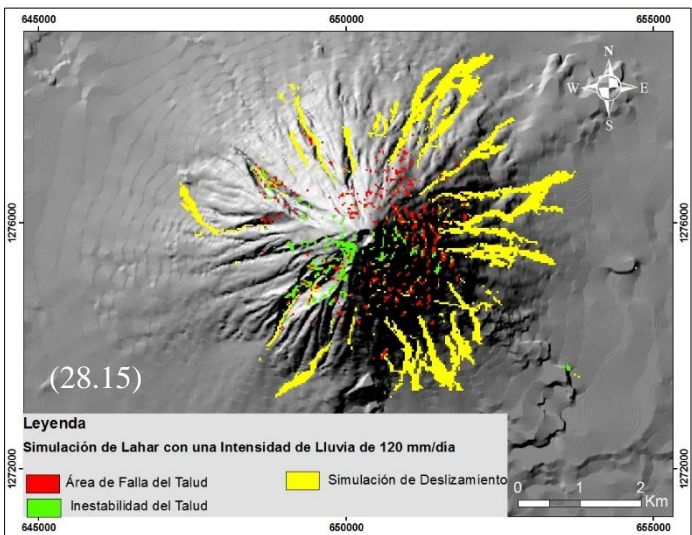 645000 650000 655000
N
W E
S
1276000 1276000
(28.15)
Leyenda
Simulación de Lahar con una Intensidad de Lluvia de 120 mm/día
Área de Falla del Talud
Simulación de Deslizamiento
Inestabilidad del Talud
0 1 2
Km
1272000 1272000
645000 650000 655000